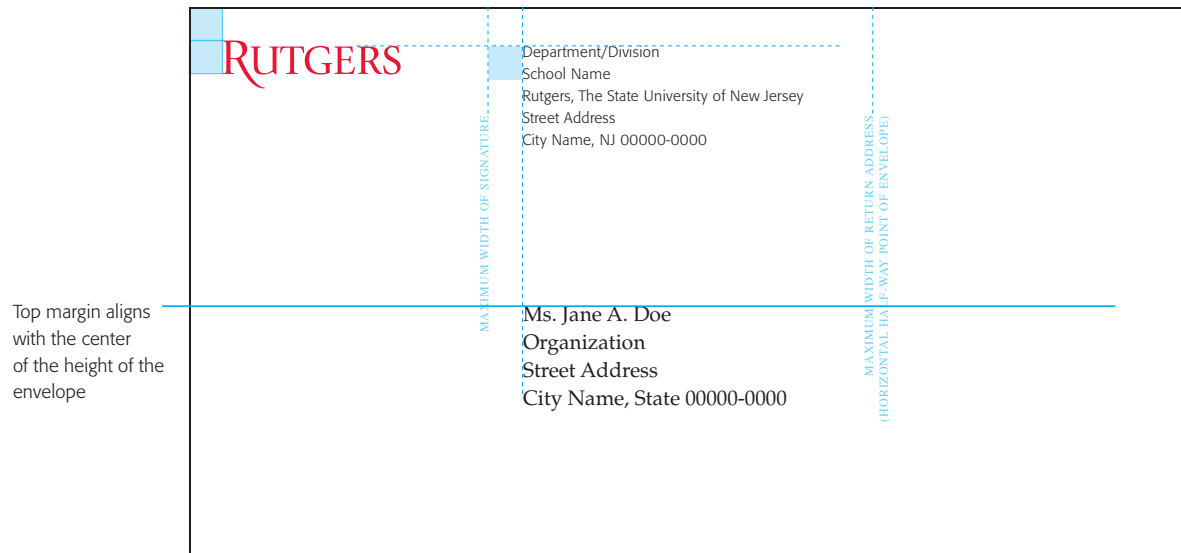 RUTGERS
Department/Division
School Name
Rutgers, The State University of New Jersey
Street Address
City Name, NJ 00000-0000
MAXIMUM WIDTH OF SIGNATURE
MAXIMUM WIDTH OF RETURN ADDRESS
(HORIZONTAL HALF-WAY POINT OF ENVELOPE)
Top margin aligns
with the center
of the height of the
envelope
Ms. Jane A. Doe
Organization
Street Address
City Name, State 00000-0000